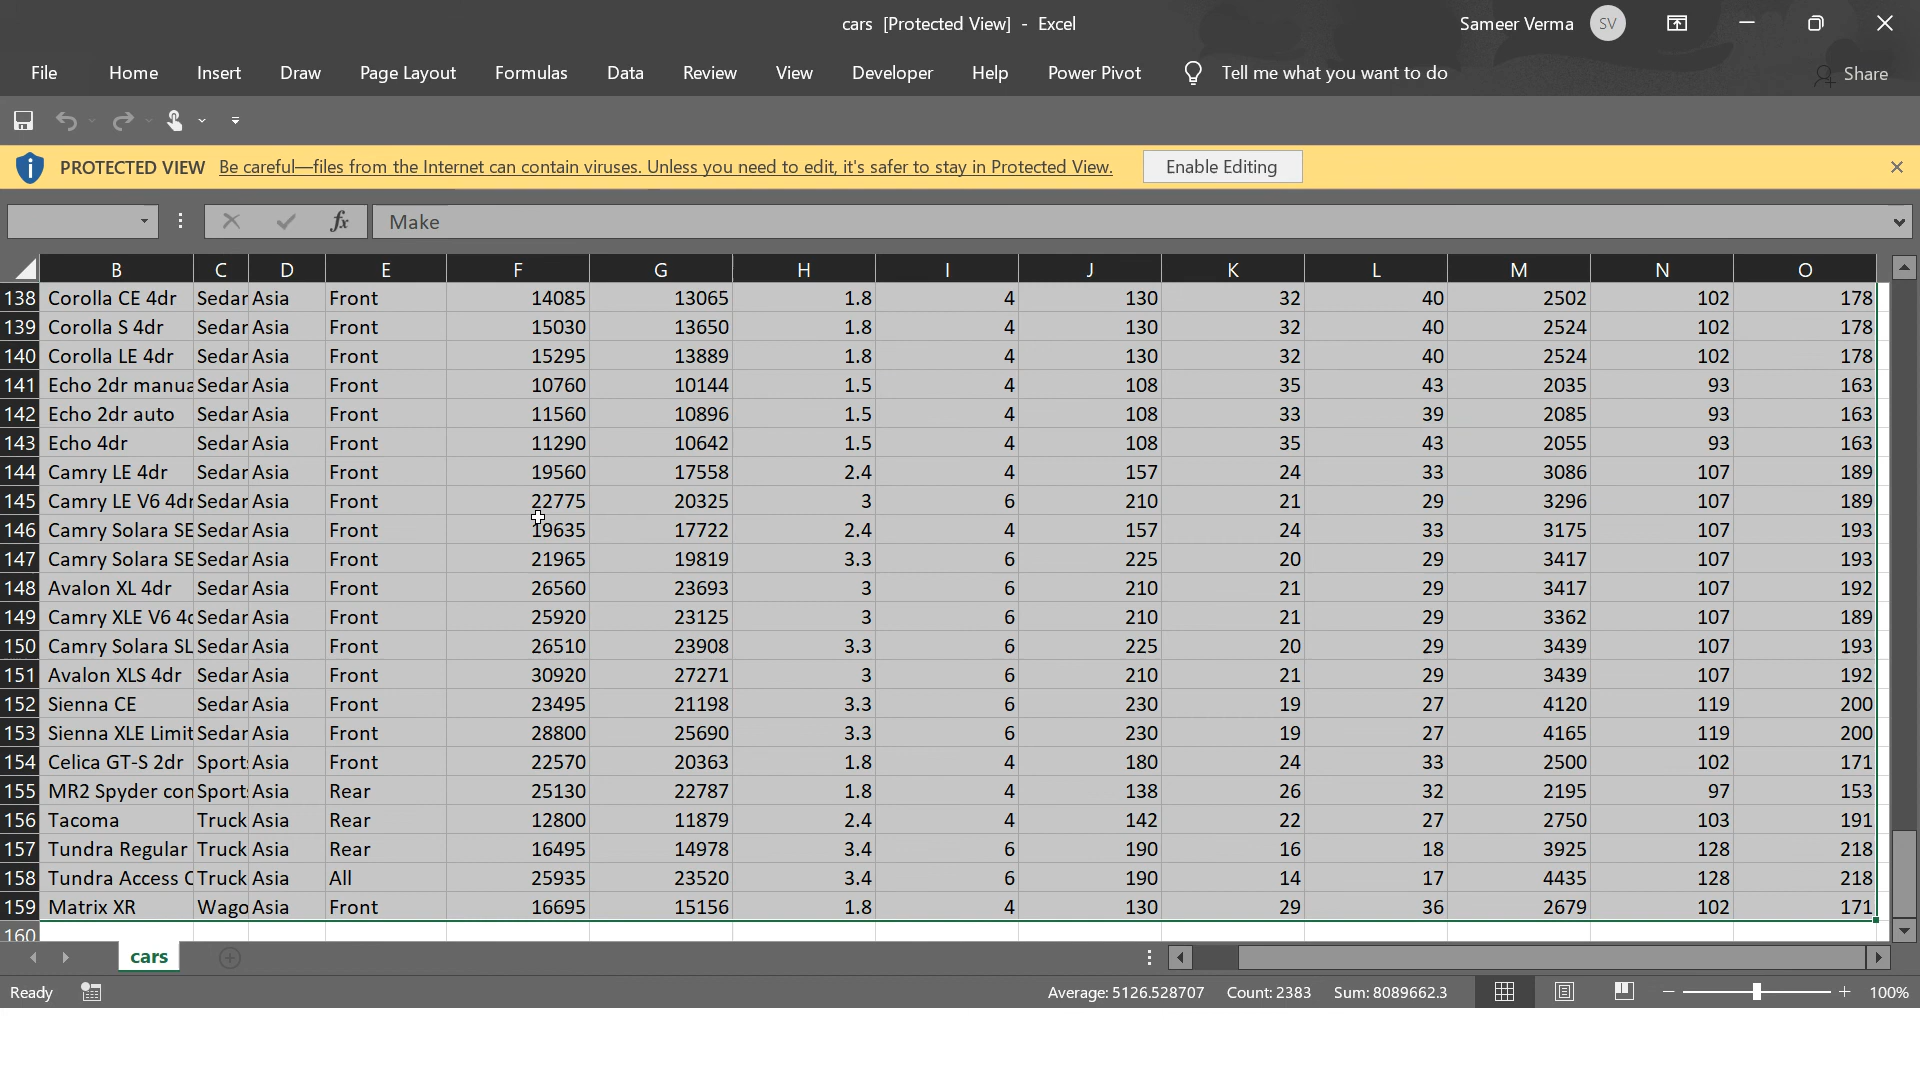 cars [Protected View] - Excel
Sameer Verma SV
File Home Insert Draw Page Layout Formulas Data Review View Developer Help Power Pivot Tell me what you want to do Share
PROTECTED VIEW Be careful—files from the Internet can contain viruses. Unless you need to edit, it's safer to stay in Protected View. Enable Editing
fx Make
B C D E F G H I J K L M N O
138 Corolla CE 4dr Sedar Asia Front 14085 13065 1.8 4 130 32 40 2502 102 178
139 Corolla S 4dr Sedar Asia Front 15030 13650 1.8 4 130 32 40 2524 102 178
140 Corolla LE 4dr Sedar Asia Front 15295 13889 1.8 4 130 32 40 2524 102 178
141 Echo 2dr manua Sedar Asia Front 10760 10144 1.5 4 108 35 43 2035 93 163
142 Echo 2dr auto Sedar Asia Front 11560 10896 1.5 4 108 33 39 2085 93 163
143 Echo 4dr Sedar Asia Front 11290 10642 1.5 4 108 35 43 2055 93 163
144 Camry LE 4dr Sedar Asia Front 19560 17558 2.4 4 157 24 33 3086 107 189
145 Camry LE V6 4dr Sedar Asia Front 22775 20325 3 6 210 21 29 3296 107 189
146 Camry Solara SE Sedar Asia Front 19635 17722 2.4 4 157 24 33 3175 107 193
147 Camry Solara SE Sedar Asia Front 21965 19819 3.3 6 225 20 29 3417 107 193
148 Avalon XL 4dr Sedar Asia Front 26560 23693 3 6 210 21 29 3417 107 192
149 Camry XLE V6 4c Sedar Asia Front 25920 23125 3 6 210 21 29 3362 107 189
150 Camry Solara SL Sedar Asia Front 26510 23908 3.3 6 225 20 29 3439 107 193
151 Avalon XLS 4dr Sedar Asia Front 30920 27271 3 6 210 21 29 3439 107 192
152 Sienna CE Sedar Asia Front 23495 21198 3.3 6 230 19 27 4120 119 200
153 Sienna XLE Limit Sedar Asia Front 28800 25690 3.3 6 230 19 27 4165 119 200
154 Celica GT-S 2dr Sport: Asia Front 22570 20363 1.8 4 180 24 33 2500 102 171
155 MR2 Spyder con Sport: Asia Rear 25130 22787 1.8 4 138 26 32 2195 97 153
156 Tacoma Truck Asia Rear 12800 11879 2.4 4 142 22 27 2750 103 191
157 Tundra Regular Truck Asia Rear 16495 14978 3.4 6 190 16 18 3925 128 218
158 Tundra Access C Truck Asia All 25935 23520 3.4 6 190 14 17 4435 128 218
159 Matrix XR Wago Asia Front 16695 15156 1.8 4 130 29 36 2679 102 171
160
cars
Ready Average: 5126.528707 Count: 2383 Sum: 8089662.3 100%